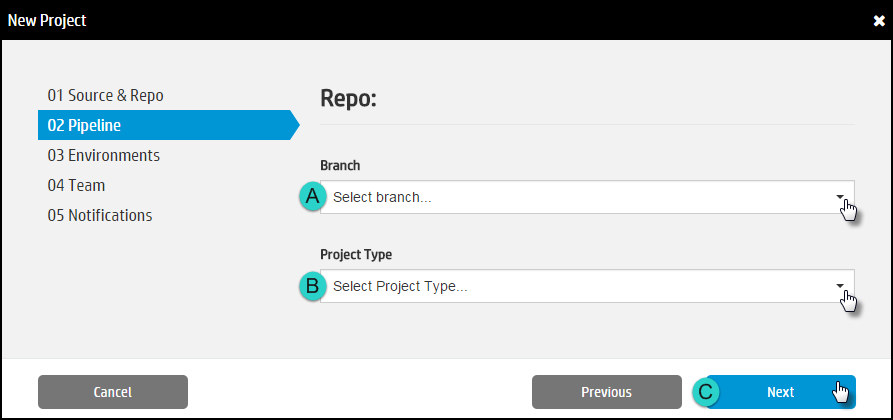 New Project
01 Source & Repo
02 Pipeline
03 Environments
04 Team
05 Notifications
Repo:
Branch
A Select branch...
Project Type
B Select Project Type...
Cancel
Previous
C Next